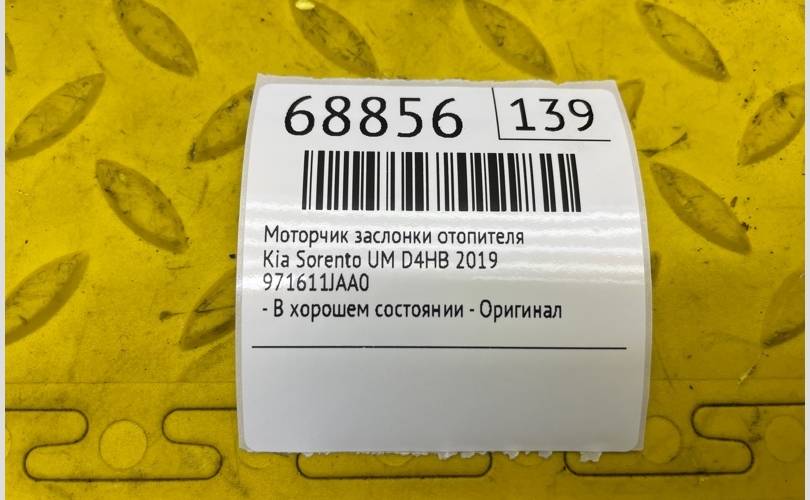 68856 139
Моторчик заслонки отопителя
Kia Sorento UM D4HB 2019
971611JAA0
- В хорошем состоянии - Оригинал